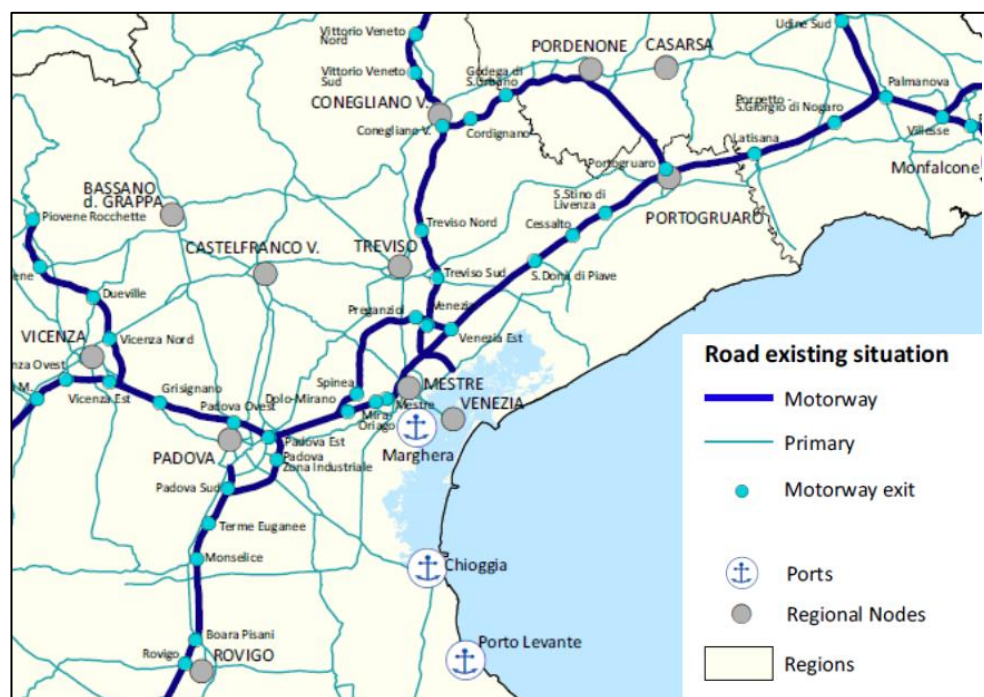 Vittorio Veneto
Nord
Vittorio Veneto
Sud
CONEGLIANO V.
Conegliano V.
Godega di
S.Urbano
Cordignano
PORDENONE
CASARSA
Udine Sud
Palmanova
Porpetto -
S.Giorgio di Nogaro
Villesse
Latisana
Monfalcone
Portogruaro
PORTOGRUARO
S.Stino di
Livenza
Cessalto
S.Donà di Piave
BASSANO
d. GRAPPA
Piovene Rocchette
CASTELFRANCO V.
TREVISO
Treviso Nord
Treviso Sud
Preganziol
Venezia Est
Dueville
VICENZA
Vicenza Nord
Vicenza Est
Grisignano
Padova Ovest
Dolo-Mirano
Spinea
MESTRE
Mestre
Mira-
Oriago
VENEZIA
Marghera
Padova Est
Padova
Zona Industriale
PADOVA
Padova Sud
Terme Euganee
Monselice
Chioggia
Boara Pisani
Rovigo
ROVIGO
Porto Levante
Road existing situation
Motorway
Primary
Motorway exit
Ports
Regional Nodes
Regions